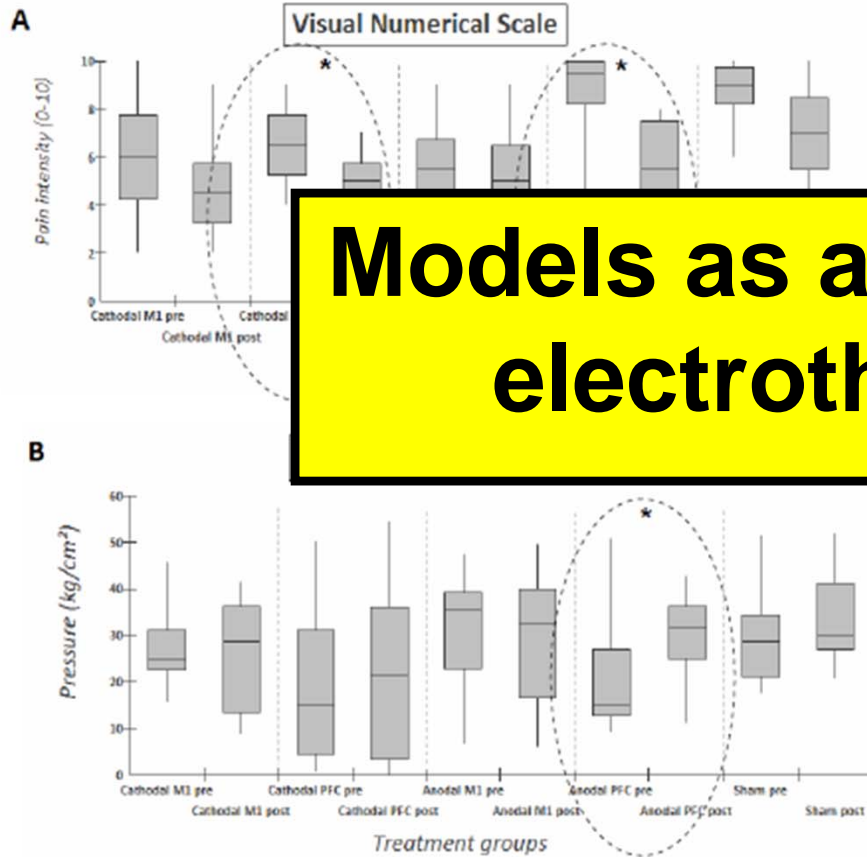 A
Visual Numerical Scale
*
*
Pain intensity (0-10)
10
8
6
4
2
0
Cathodal M1 pre
Cathodal
Cathodal M1 post
Models as a
electroth
B
Pressure (kg/cm²)
60
50
40
30
20
10
0
*
Cathodal M1 pre Cathodal PFC pre Anodal M1 pre Anodal PFC pre Sham pre
Cathodal M1 post Cathodal PFC post Anodal M1 post Anodal PFC post Sham post
Treatment groups